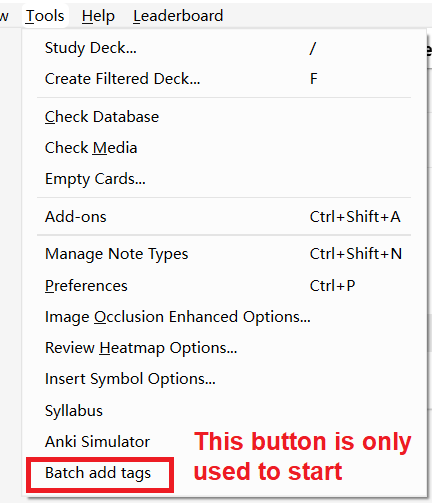 w Tools Help Leaderboard
Study Deck... /
Create Filtered Deck... F
Check Database
Check Media
Empty Cards...
Add-ons Ctrl+Shift+A
Manage Note Types Ctrl+Shift+N
Preferences Ctrl+P
Image Occlusion Enhanced Options...
Review Heatmap Options...
Insert Symbol Options...
Syllabus
Anki Simulator
Batch add tags
This button is only
used to start